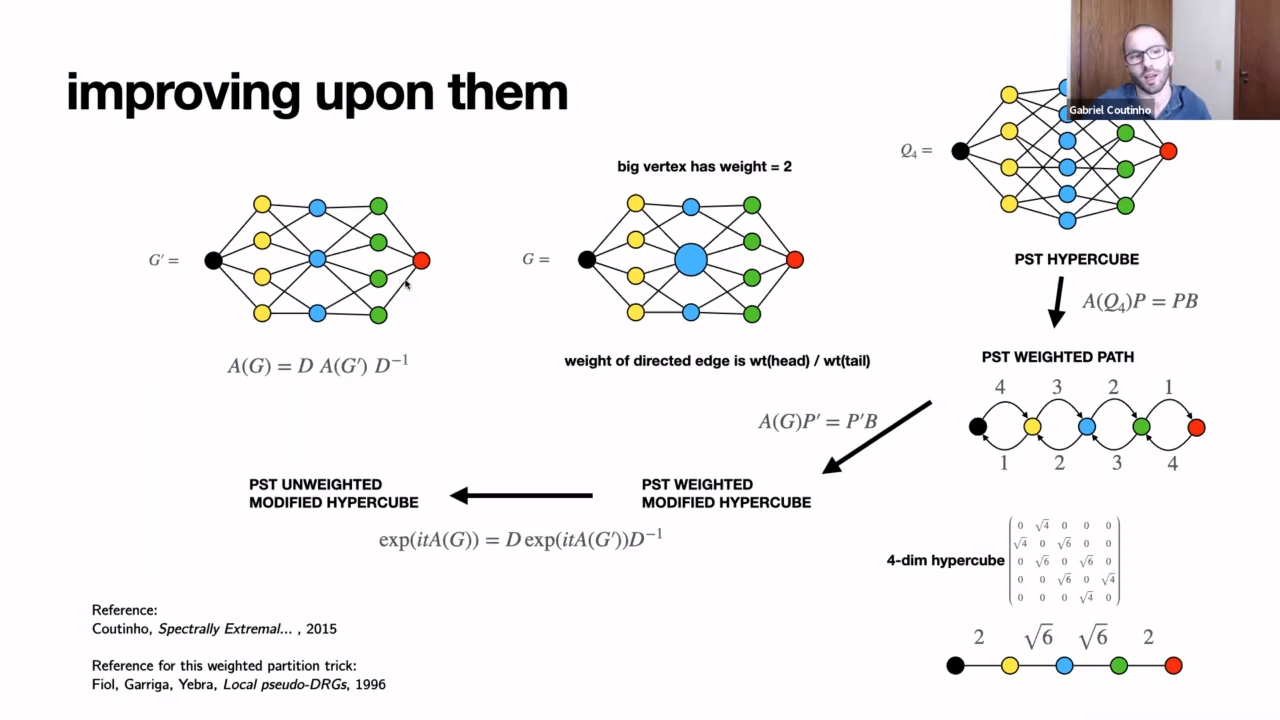 improving upon them
Gabriel Coutinho
Q₄ =
big vertex has weight = 2
G′ =
G =
PST HYPERCUBE
A(Q₄)P = PB
PST WEIGHTED PATH
A(G) = D A(G′) D⁻¹
weight of directed edge is wt(head) / wt(tail)
4 3 2 1
A(G)P′ = P′B
1 2 3 4
PST UNWEIGHTED
MODIFIED HYPERCUBE
PST WEIGHTED
MODIFIED HYPERCUBE
exp(itA(G)) = D exp(itA(G′))D⁻¹
4-dim hypercube
0 √4 0 0 0
√4 0 √6 0 0
0 √6 0 √6 0
0 0 √6 0 √4
0 0 0 √4 0
2 √6 √6 2
Reference:
Coutinho, Spectrally Extremal... , 2015
Reference for this weighted partition trick:
Fiol, Garriga, Yebra, Local pseudo-DRGs, 1996